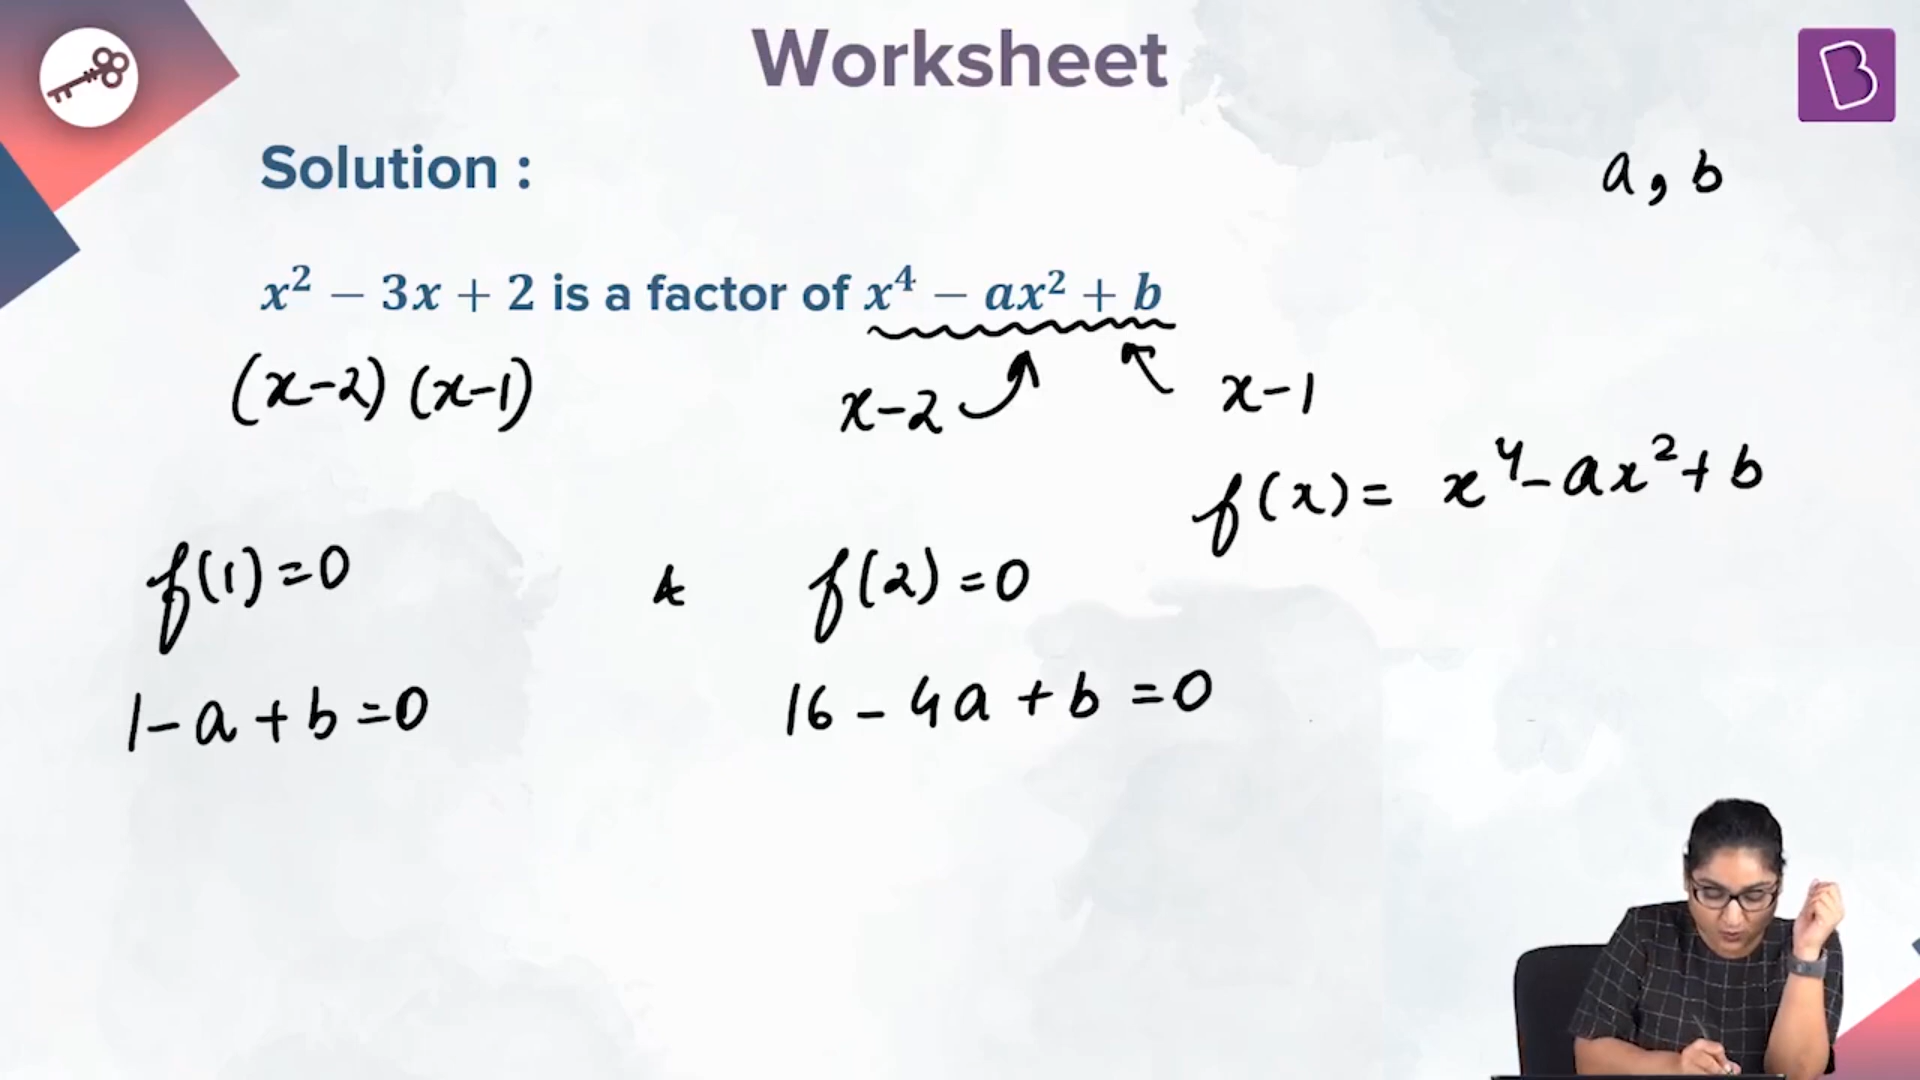 Worksheet
B
a, b
Solution :
x² − 3x + 2 is a factor of x⁴ − ax² + b
(x-2) (x-1)
x-2
x-1
f(x) = x⁴ - ax² + b
f(1) = 0 & f(2) = 0
1 - a + b = 0
16 - 4a + b = 0